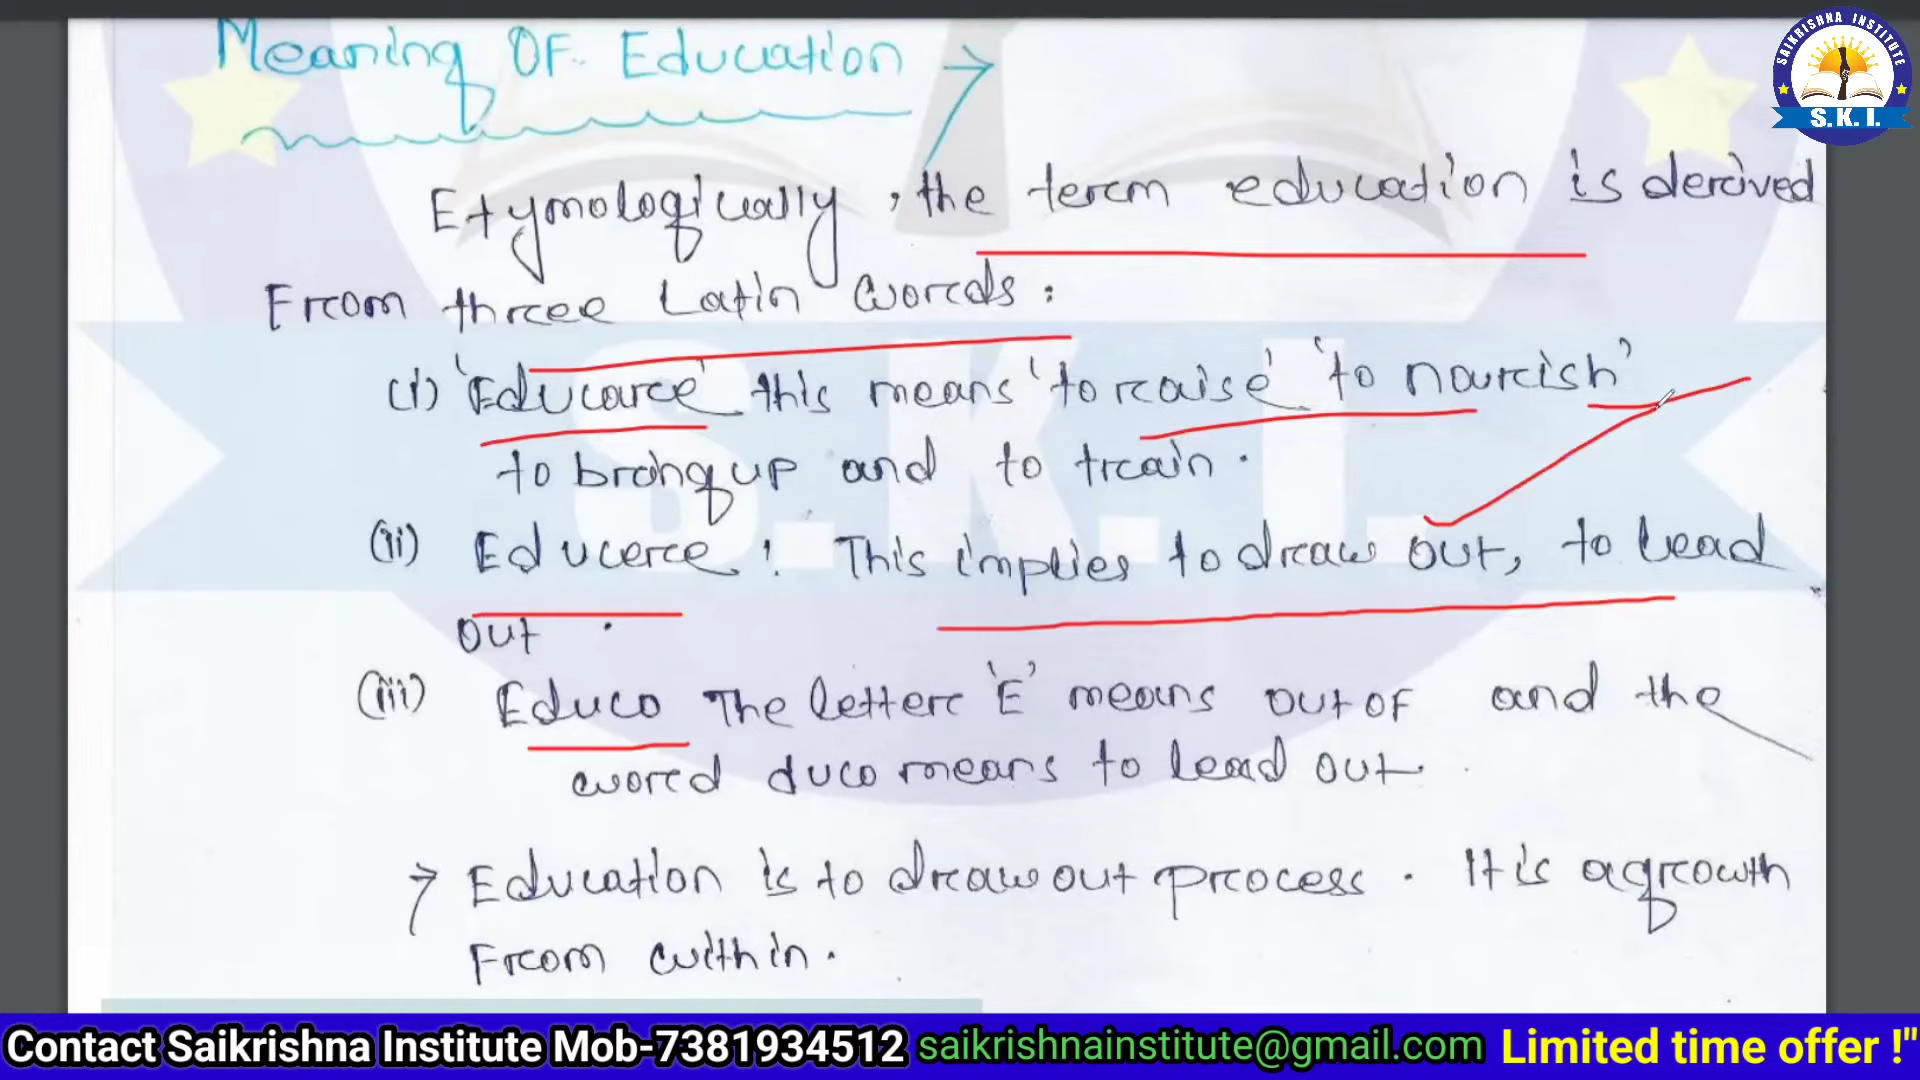 Meaning OF Education
SAIKRISHNA INSTITUTE
S.K.I.
Etymologically, the term education is derived
From three Latin words:
(i) 'Educare' this means 'to raise' 'to nourish'
to bring up and to train.
(ii) Educere: This implies to draw out, to lead
out.
(iii) Educo The letter 'E' means out OF and the
word duco means to lead out.
→ Education is to draw out process. It is a growth
From within.
S.K.I.
Contact Saikrishna Institute Mob-7381934512 saikrishnainstitute@gmail.com Limited time offer !"